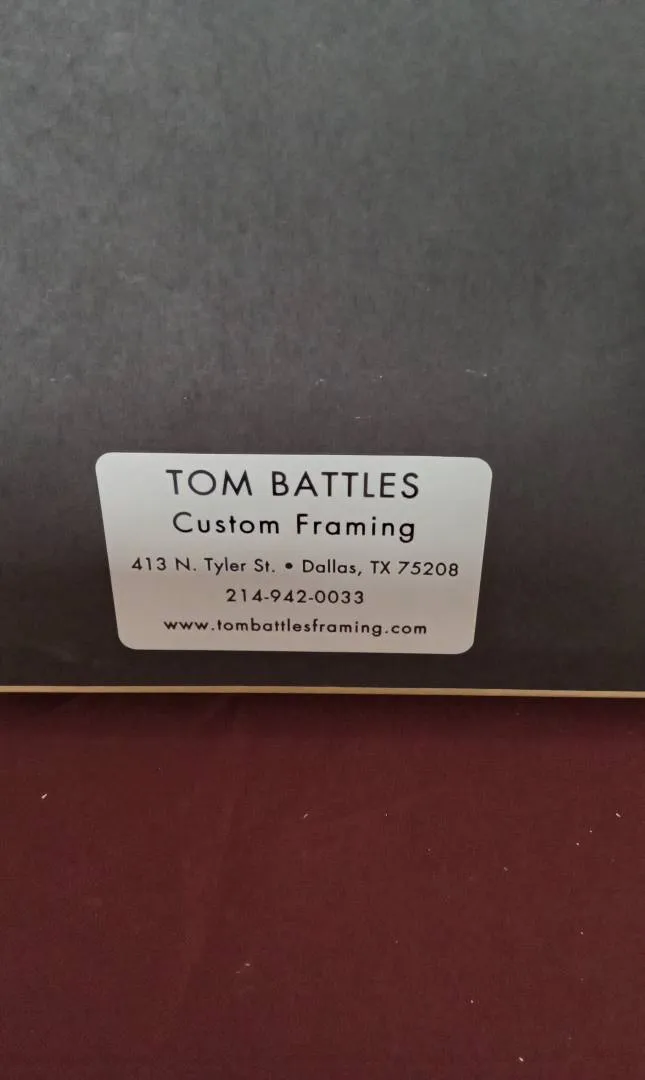 TOM BATTLES
Custom Framing
413 N. Tyler St. • Dallas, TX 75208
214-942-0033
www.tombattlesframing.com